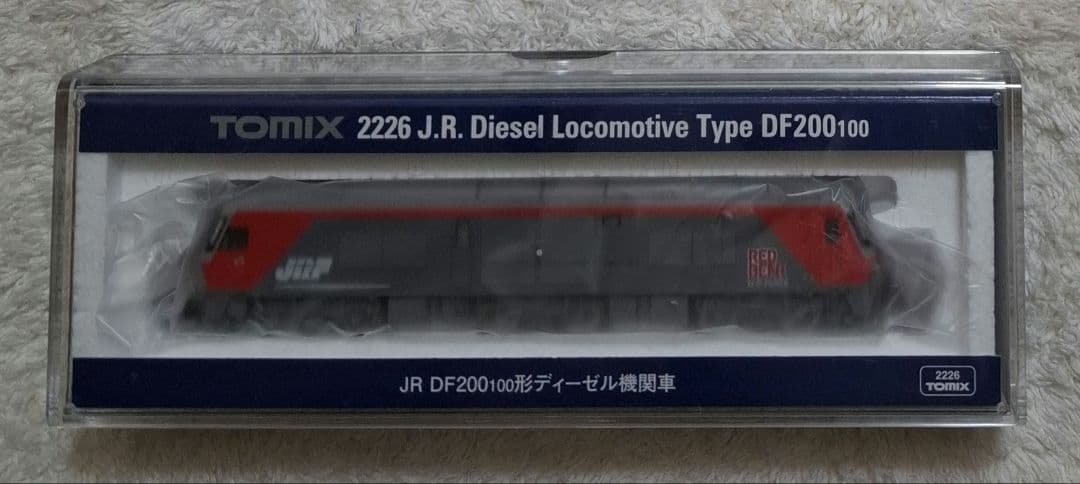 TOMIX 2226 J.R. Diesel Locomotive Type DF200100
JRF
RED
BEAR
JR DF200100形ディーゼル機関車
2226
TOMIX